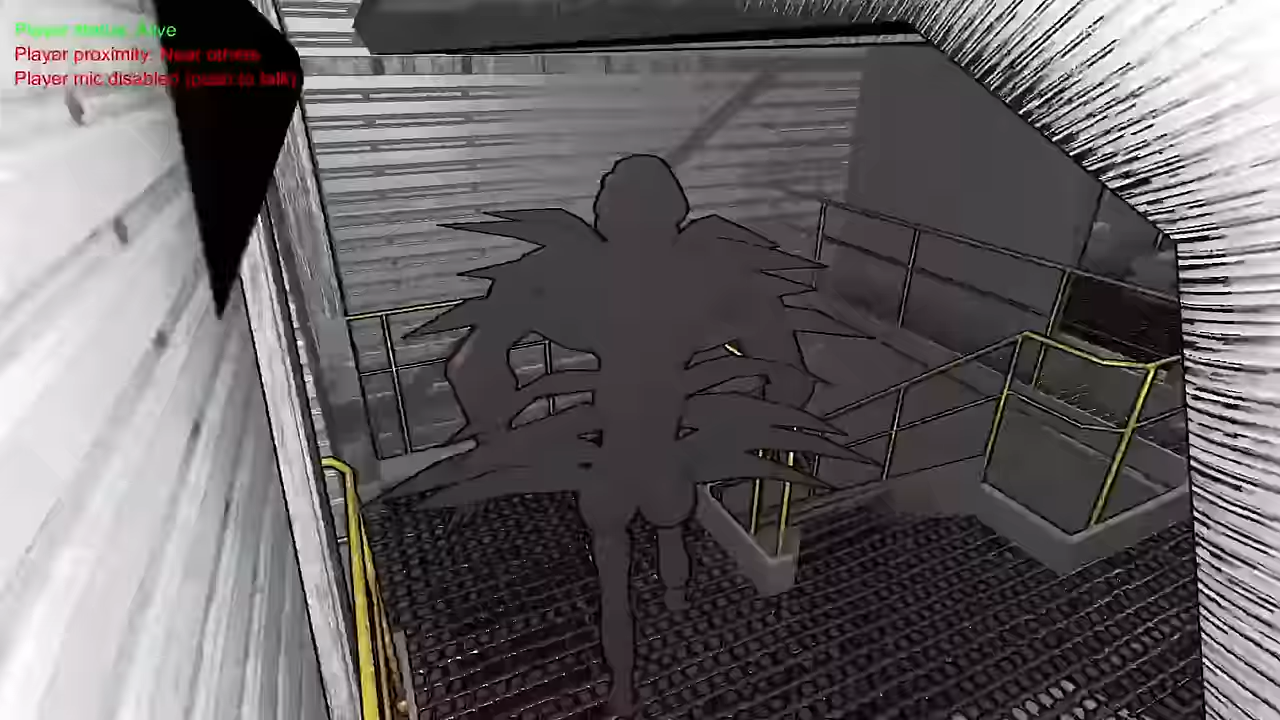 Player status: Alive
Player proximity: Near others
Player mic disabled (push to talk)